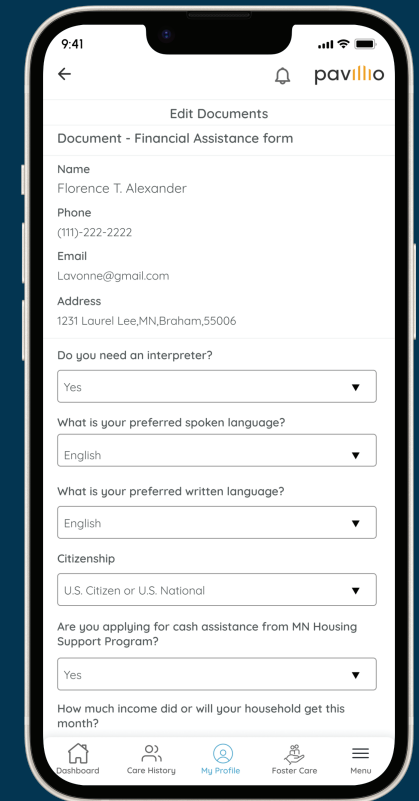 9:41
pavillio
Edit Documents
Document - Financial Assistance form
Name
Florence T. Alexander
Phone
(111)-222-2222
Email
Lavonne@gmail.com
Address
1231 Laurel Lee,MN,Braham,55006
Do you need an interpreter?
Yes
What is your preferred spoken language?
English
What is your preferred written language?
English
Citizenship
U.S. Citizen or U.S. National
Are you applying for cash assistance from MN Housing
Support Program?
Yes
How much income did or will your household get this
month?
Dashboard Care History My Profile Foster Care Menu